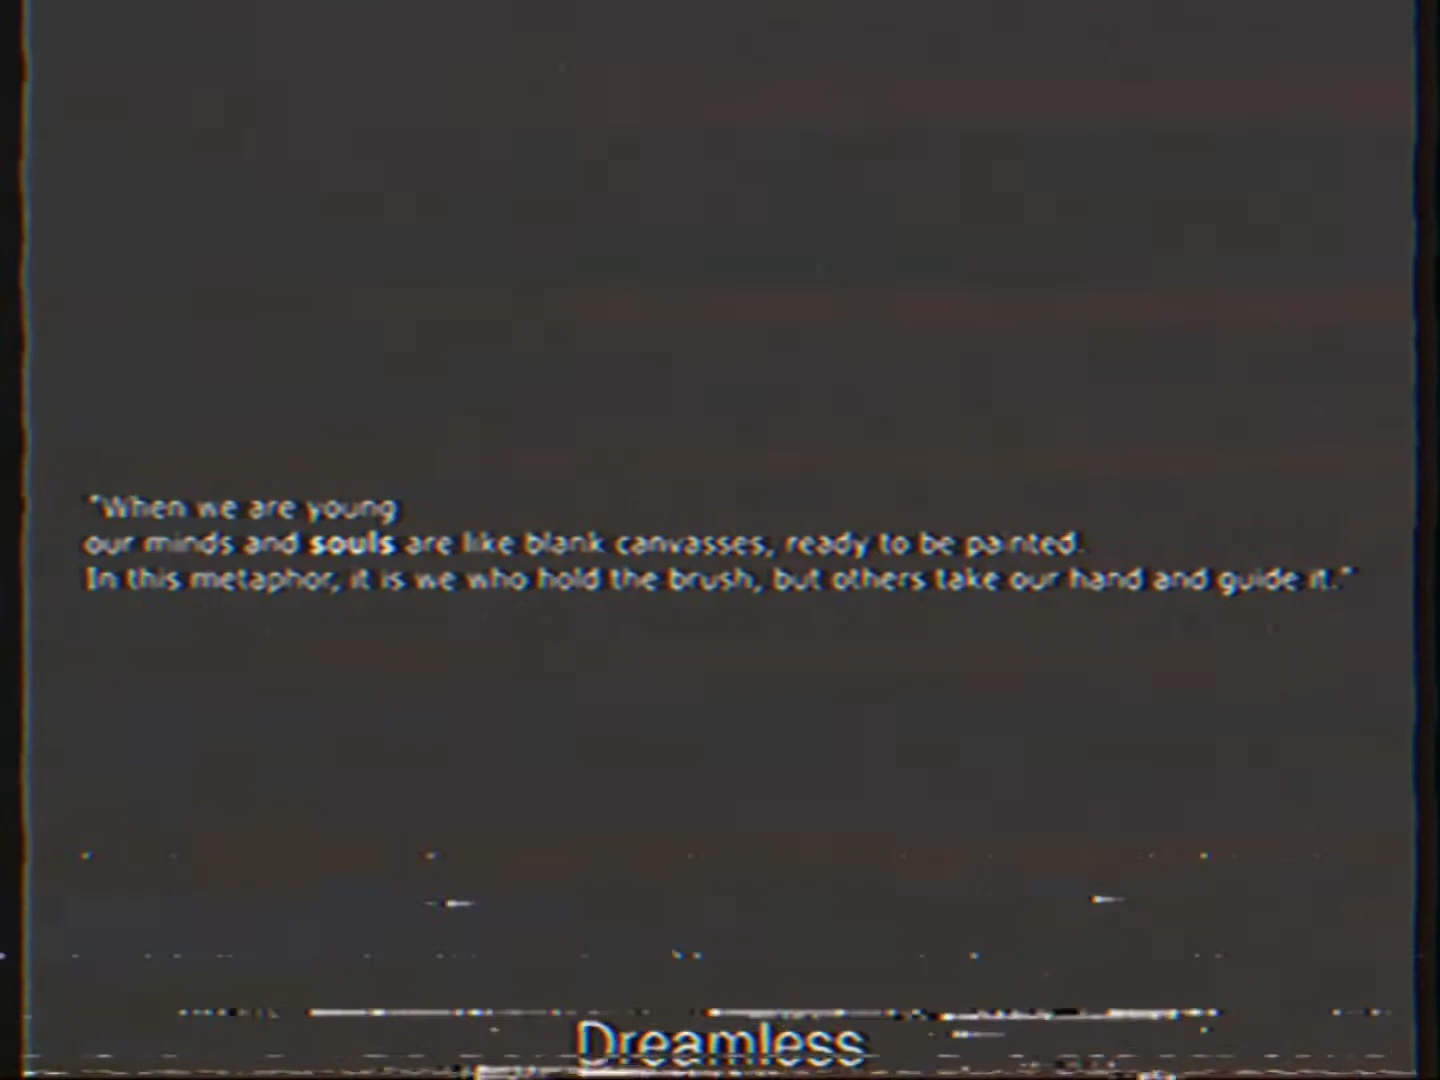 "When we are young
our minds and souls are like blank canvasses, ready to be painted.
In this metaphor, it is we who hold the brush, but others take our hand and guide it."
Dreamless